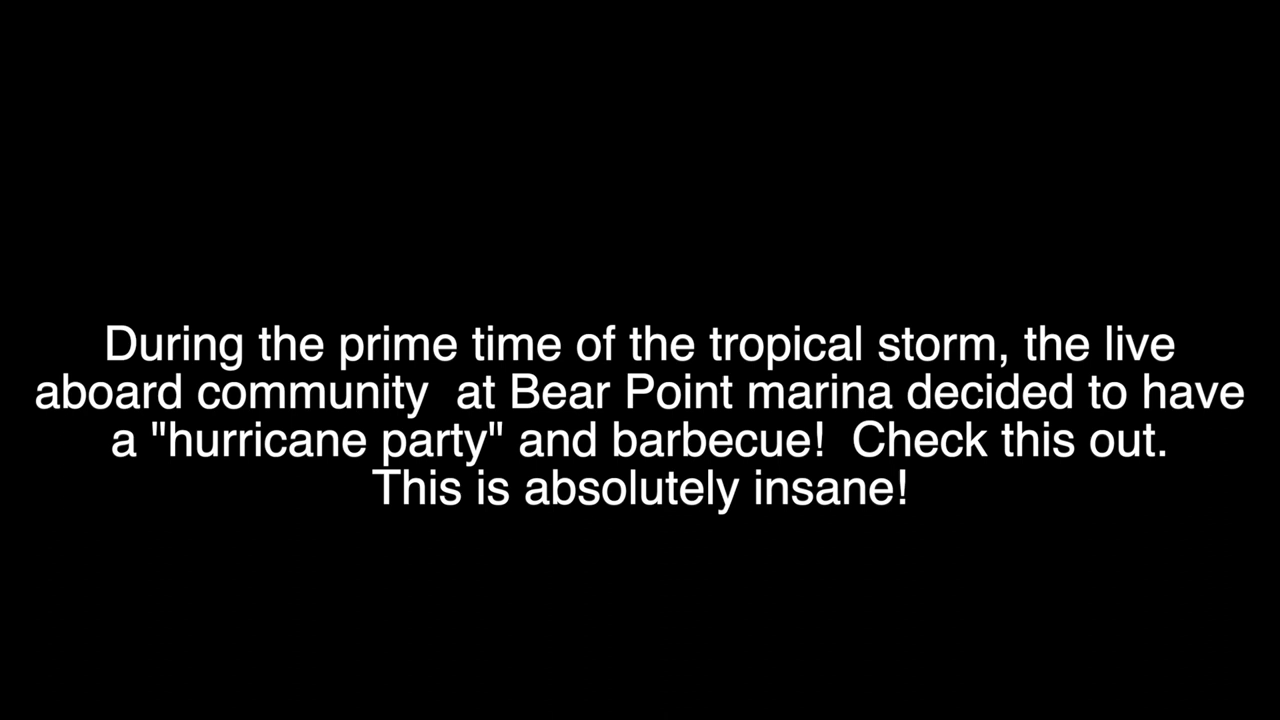 During the prime time of the tropical storm, the live
aboard community  at Bear Point marina decided to have
a "hurricane party" and barbecue!  Check this out.
This is absolutely insane!